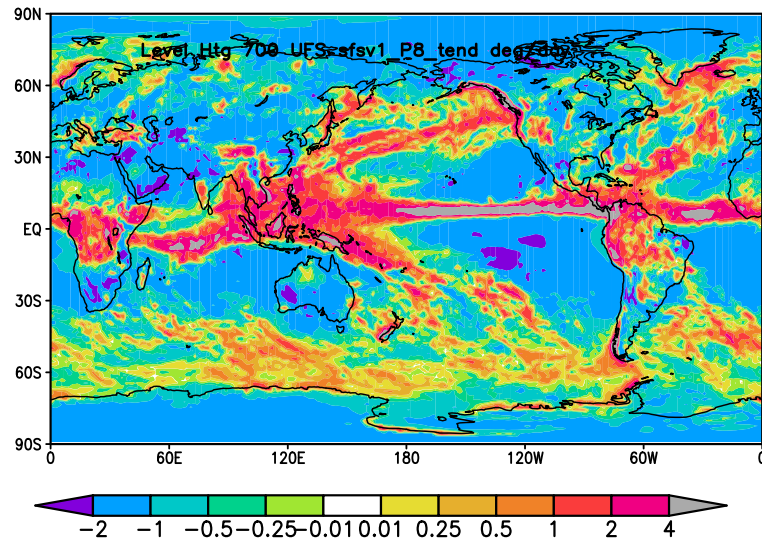 90N
Level Htg 700 UFS-sfsv1_P8_tend deg/day
60N
30N
EQ
30S
60S
90S
0 60E 120E 180 120W 60W 0
-2 -1 -0.5 -0.25 -0.01 0.01 0.25 0.5 1 2 4